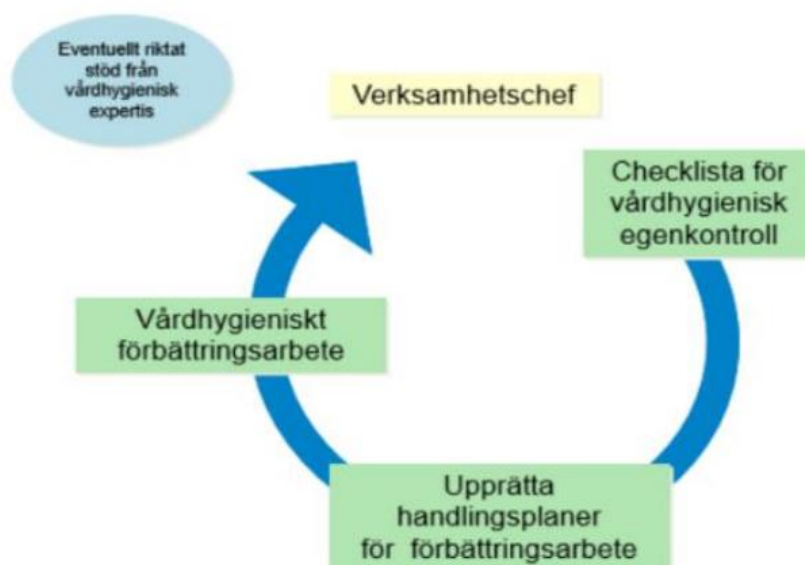 Eventuellt riktat
stöd från
vårdhygienisk
expertis
Verksamhetschef
Checklista för
vårdhygienisk
egenkontroll
Vårdhygieniskt
förbättringsarbete
Upprätta
handlingsplaner
för förbättringsarbete